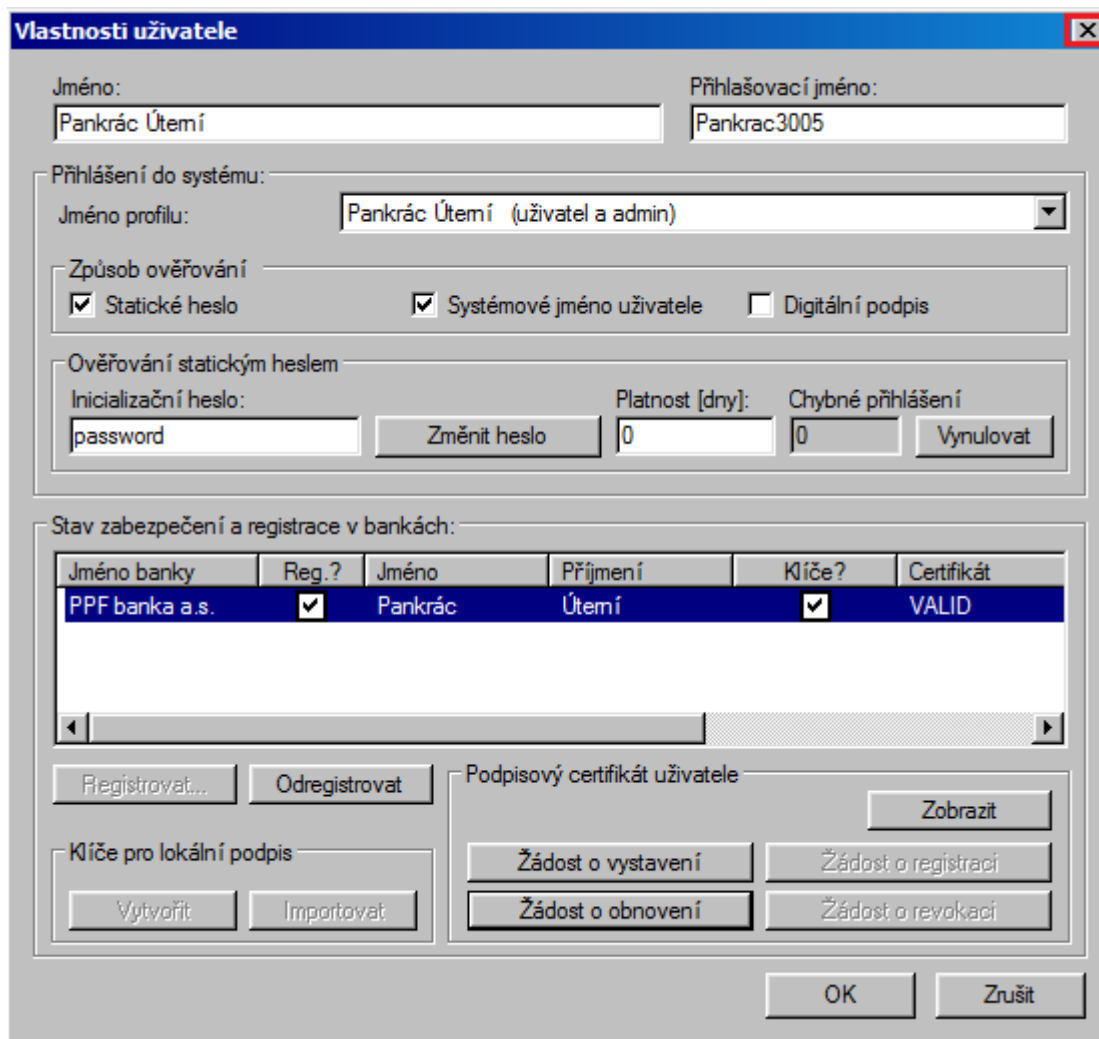 Vlastnosti uživatele
Jméno: Přihlašovací jméno:
Pankrác Úterní Pankrac3005
Přihlášení do systému:
Jméno profilu: Pankrác Úterní (uživatel a admin)
Způsob ověřování
Statické heslo Systémové jméno uživatele Digitální podpis
Ověřování statickým heslem
Inicializační heslo: Platnost [dny]: Chybné přihlášení
password Změnit heslo 0 0 Vynulovat
Stav zabezpečení a registrace v bankách:
Jméno banky Reg.? Jméno Příjmení Klíče? Certifikát
PPF banka a.s. Pankrác Úterní VALID
Registrovat... Odregistrovat Podpisový certifikát uživatele
Zobrazit
Klíče pro lokální podpis Žádost o vystavení Žádost o registraci
Vytvořit Importovat Žádost o obnovení Žádost o revokaci
OK Zrušit